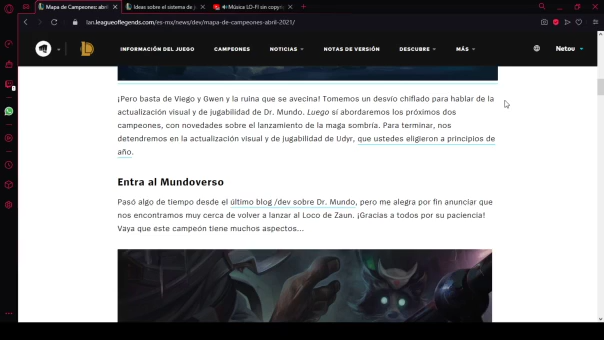 Mapa de Campeones: abril
Ideas sobre el sistema de j
Música LO-FI sin copyri
lan.leagueoflegends.com/es-mx/news/dev/mapa-de-campeones-abril-2021/
INFORMACIÓN DEL JUEGO CAMPEONES NOTICIAS NOTAS DE VERSIÓN DESCUBRE MÁS Netou
¡Pero basta de Viego y Gwen y la ruina que se avecina! Tomemos un desvío chiflado para hablar de la
actualización visual y de jugabilidad de Dr. Mundo. Luego sí abordaremos los próximos dos
campeones, con novedades sobre el lanzamiento de la maga sombría. Para terminar, nos
detendremos en la actualización visual y de jugabilidad de Udyr, que ustedes eligieron a principios de
año.
Entra al Mundoverso
Pasó algo de tiempo desde el último blog /dev sobre Dr. Mundo, pero me alegra por fin anunciar que
nos encontramos muy cerca de volver a lanzar al Loco de Zaun. ¡Gracias a todos por su paciencia!
Vaya que este campeón tiene muchos aspectos...